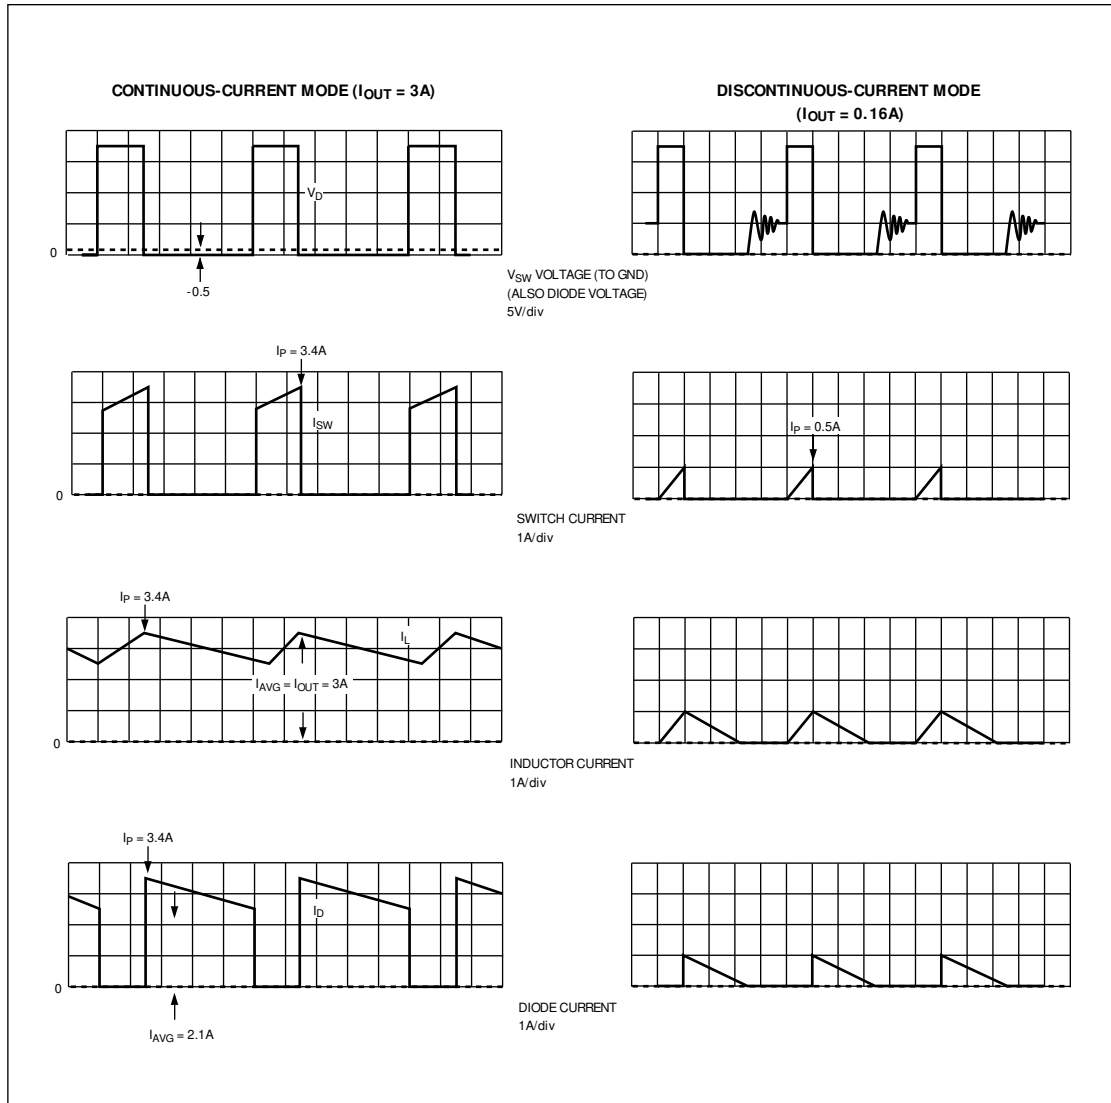 CONTINUOUS-CURRENT MODE (IOUT = 3A)
DISCONTINUOUS-CURRENT MODE
(IOUT = 0.16A)
VD
0
-0.5
VSW VOLTAGE (TO GND)
(ALSO DIODE VOLTAGE)
5V/div
IP = 3.4A
ISW
0
IP = 0.5A
SWITCH CURRENT
1A/div
IP = 3.4A
IL
IAVG = IOUT = 3A
0
INDUCTOR CURRENT
1A/div
IP = 3.4A
ID
0
IAVG = 2.1A
DIODE CURRENT
1A/div